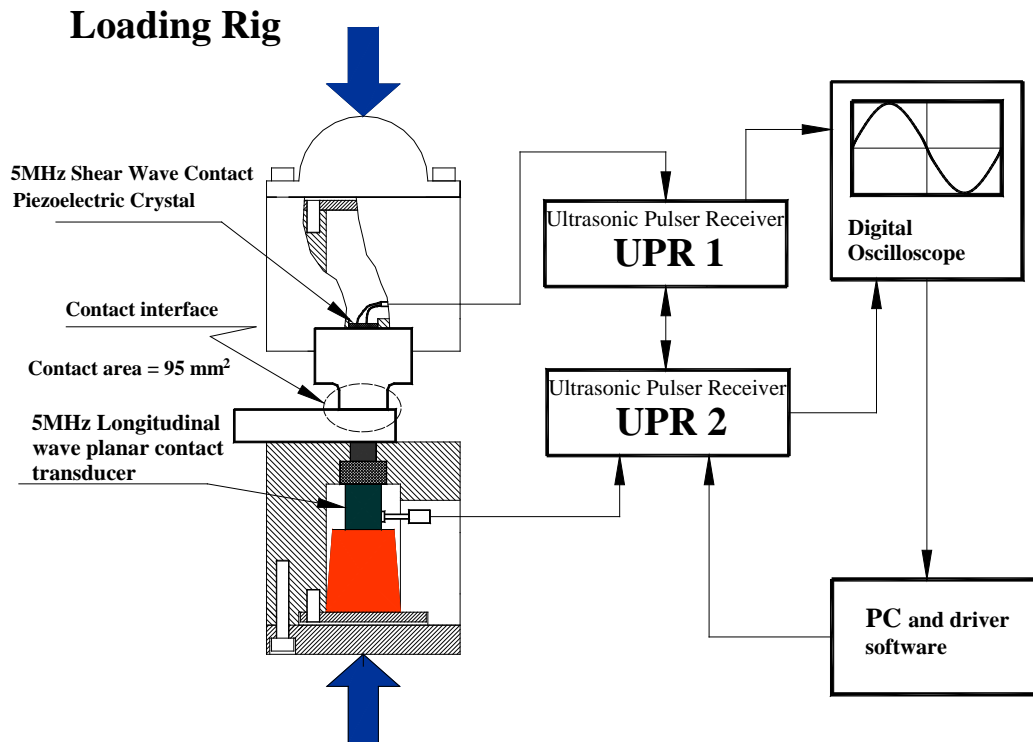 Loading Rig
5MHz Shear Wave Contact
Piezoelectric Crystal
Contact interface
Contact area = 95 mm²
5MHz Longitudinal
wave planar contact
transducer
Ultrasonic Pulser Receiver
UPR 1
Ultrasonic Pulser Receiver
UPR 2
Digital
Oscilloscope
PC and driver
software